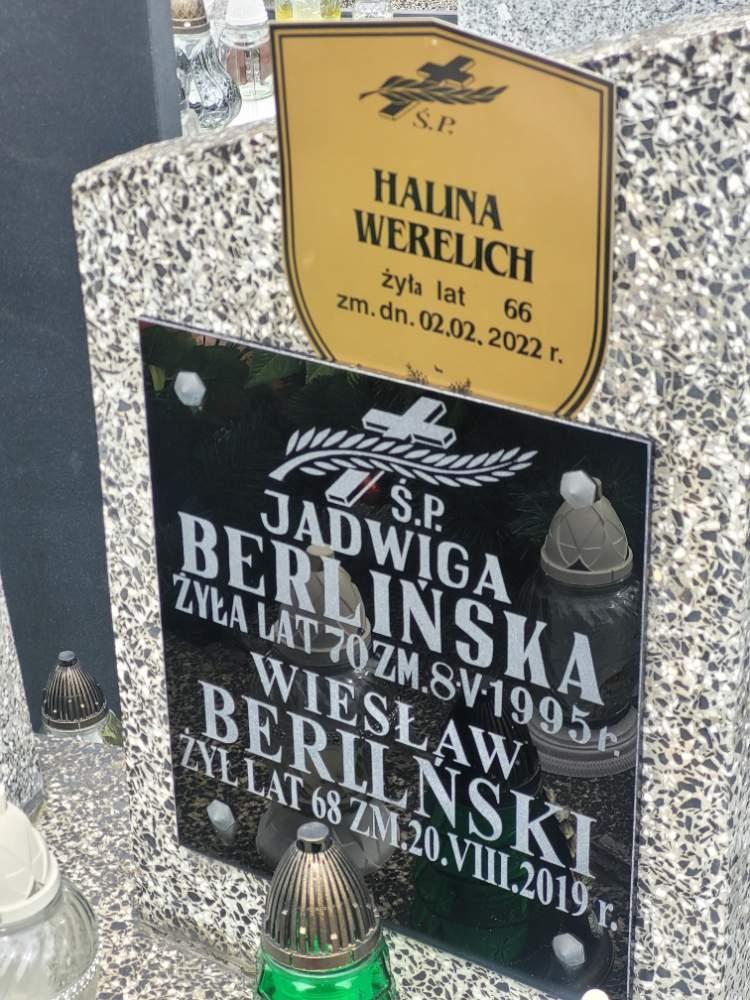 Ś.P.
HALINA
WERELICH
żyła lat 66
zm. dn. 02.02.2022 r.
Ś.P.
JADWIGA
BERLIŃSKA
ŻYŁA LAT 70 ZM. 8·V·1995 r.
WIESŁAW
BERLIŃSKI
ŻYŁ LAT 68 ZM.20.VIII.2019 r.